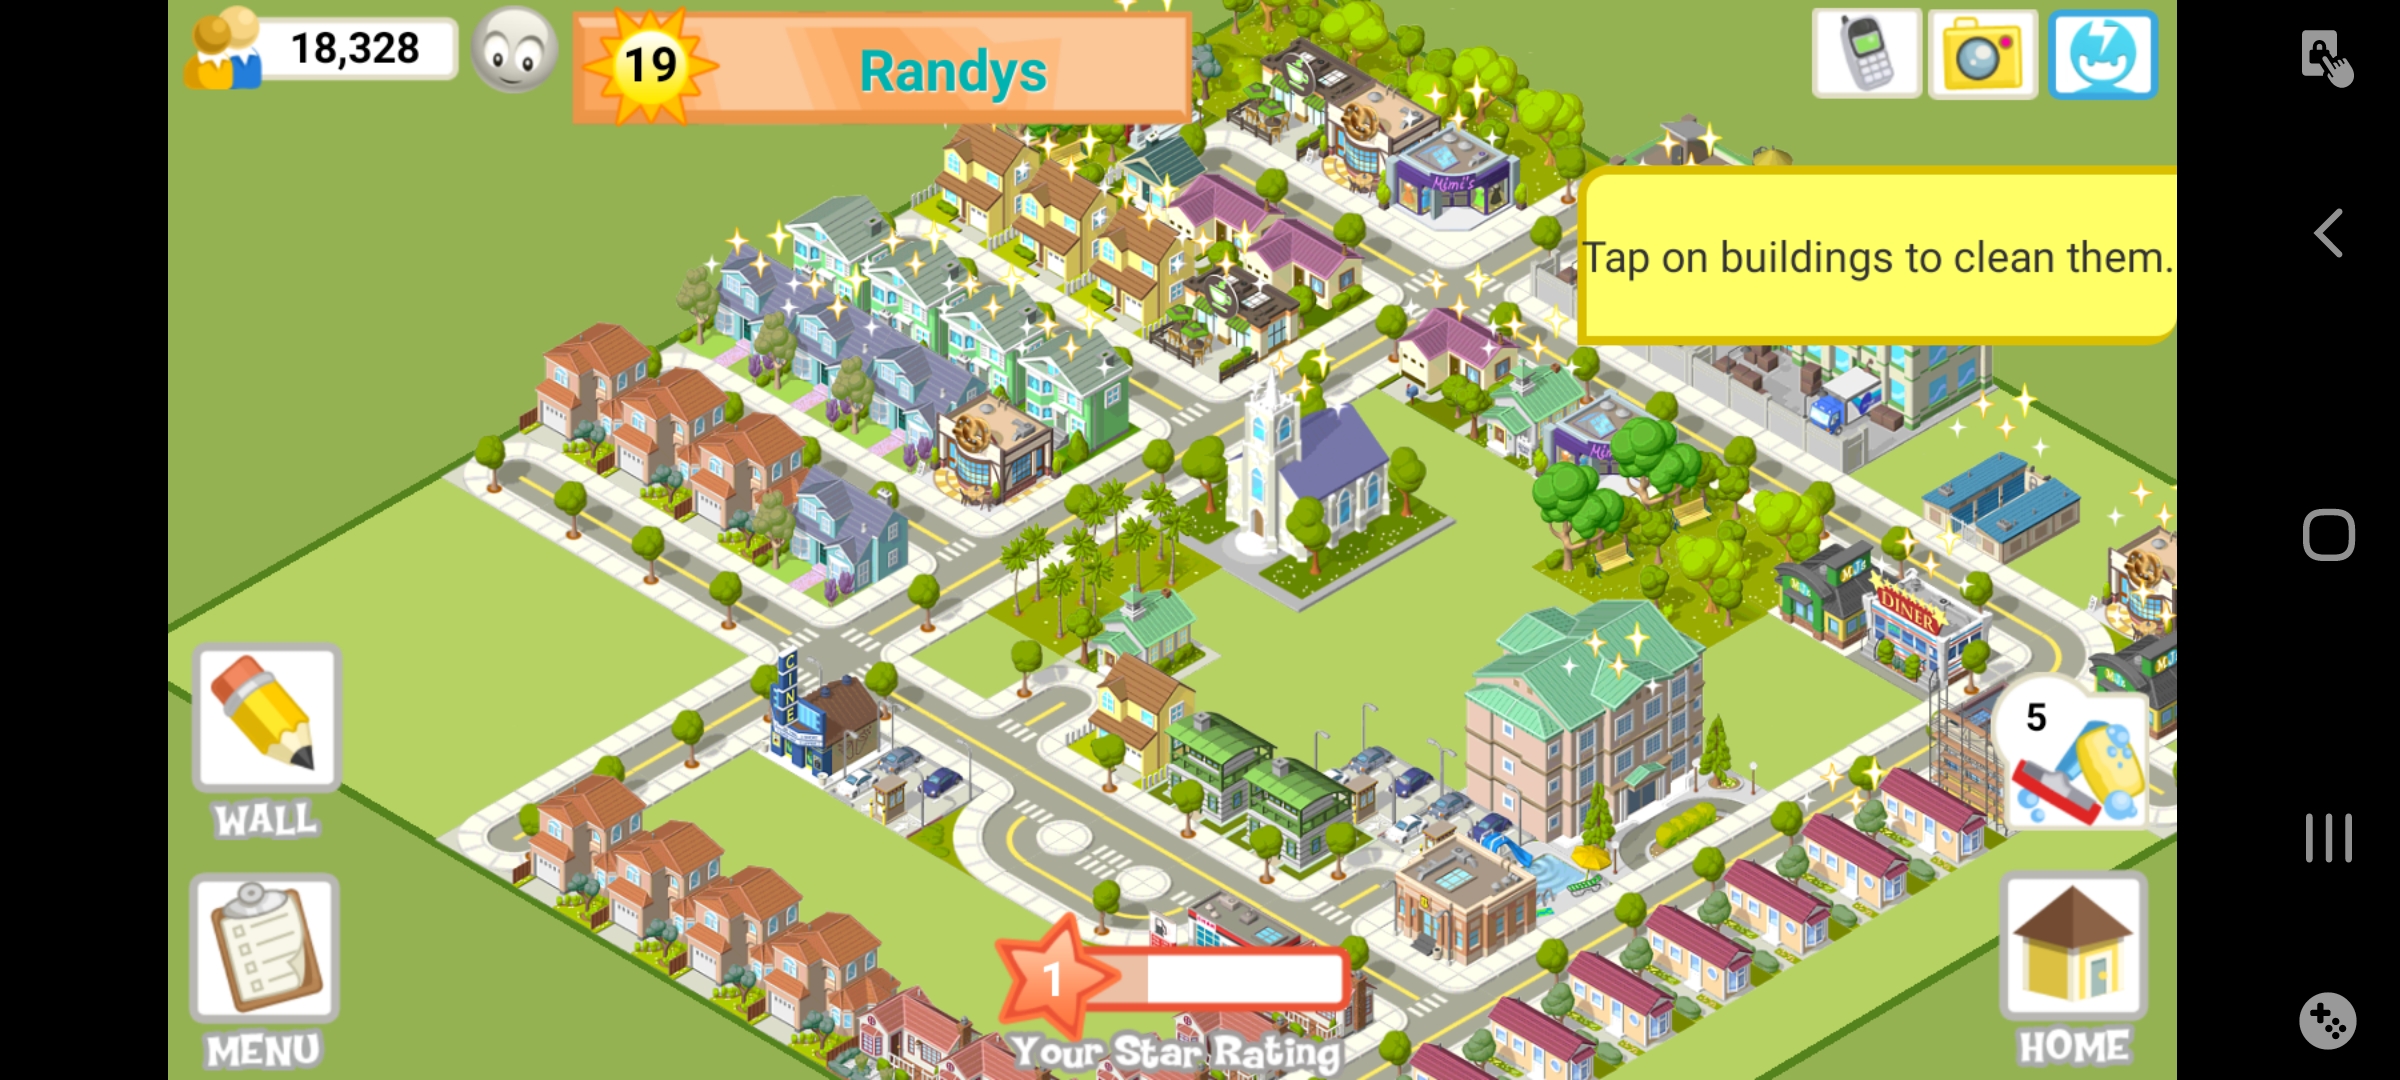 18,328
19
Randys
Mimi's
Tap on buildings to clean them.
MJ's
DINER
CINE
5
WALL
MENU
1
Your Star Rating
HOME